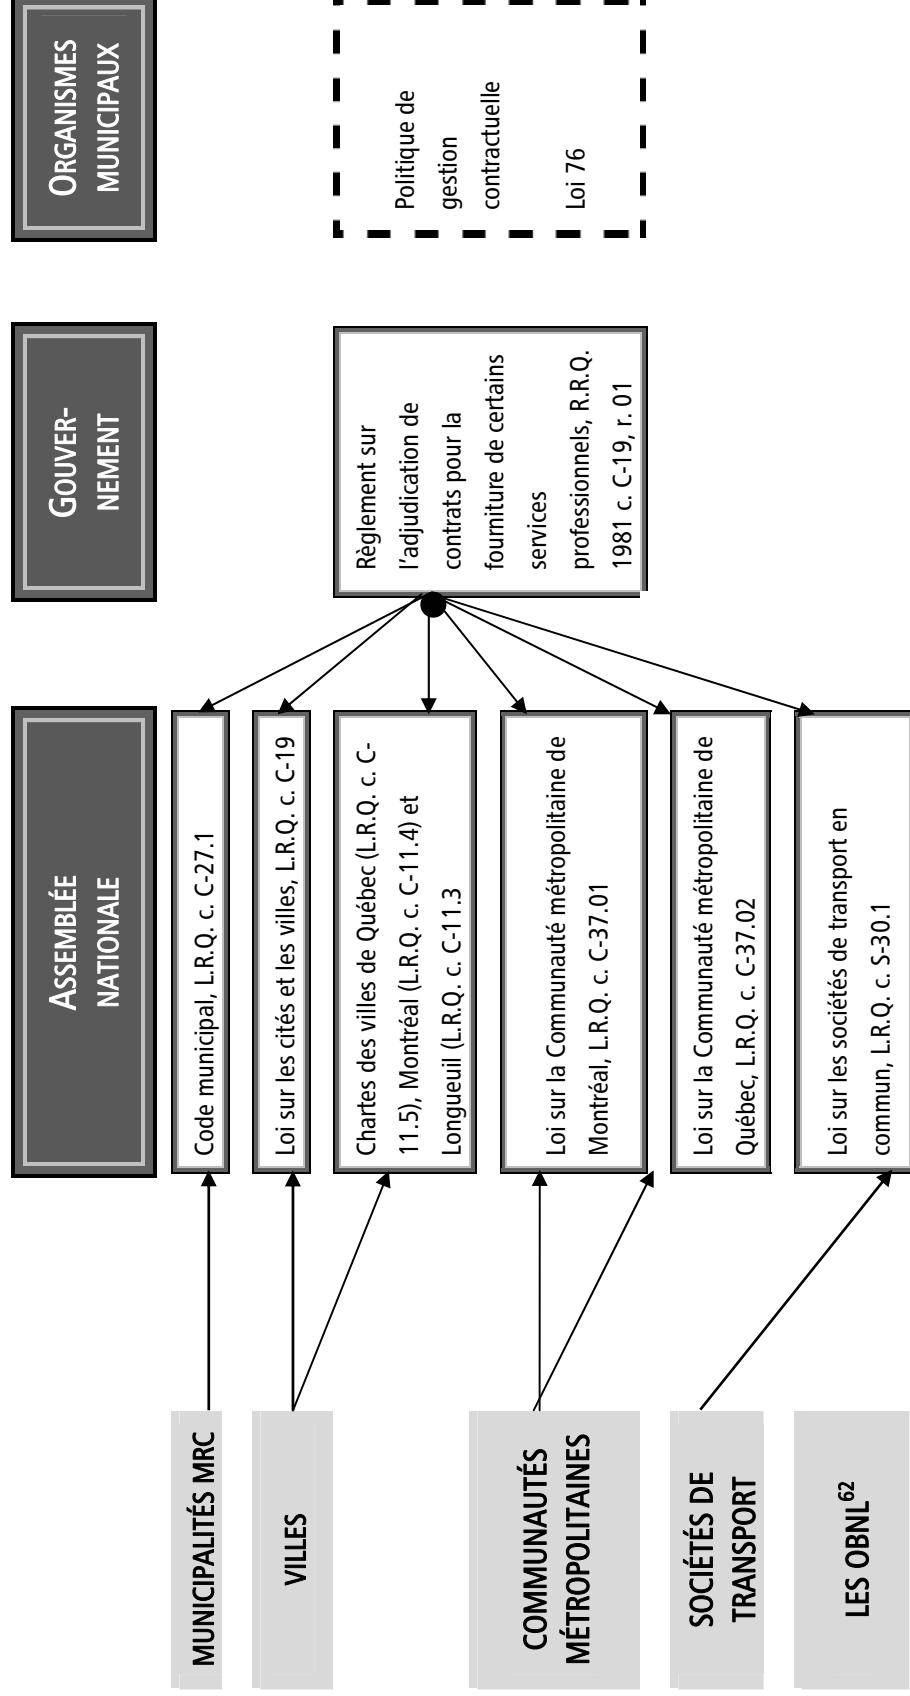 ASSEMBLÉE
NATIONALE
GOUVER-
NEMENT
ORGANISMES
MUNICIPAUX
MUNICIPALITÉS MRC
Code municipal, L.R.Q. c. C-27.1
VILLES
Loi sur les cités et les villes, L.R.Q. c. C-19
Chartes des villes de Québec (L.R.Q. c. C-
11.5), Montréal (L.R.Q. c. C-11.4) et
Longueuil (L.R.Q. c. C-11.3
COMMUNAUTÉS
MÉTROPOLITAINES
Loi sur la Communauté métropolitaine de
Montréal, L.R.Q. c. C-37.01
Loi sur la Communauté métropolitaine de
Québec, L.R.Q. c. C-37.02
SOCIÉTÉS DE
TRANSPORT
Loi sur les sociétés de transport en
commun, L.R.Q. c. S-30.1
LES OBNL62
Règlement sur
l'adjudication de
contrats pour la
fourniture de certains
services
professionnels, R.R.Q.
1981 c. C-19, r. 01
Politique de
gestion
contractuelle
Loi 76